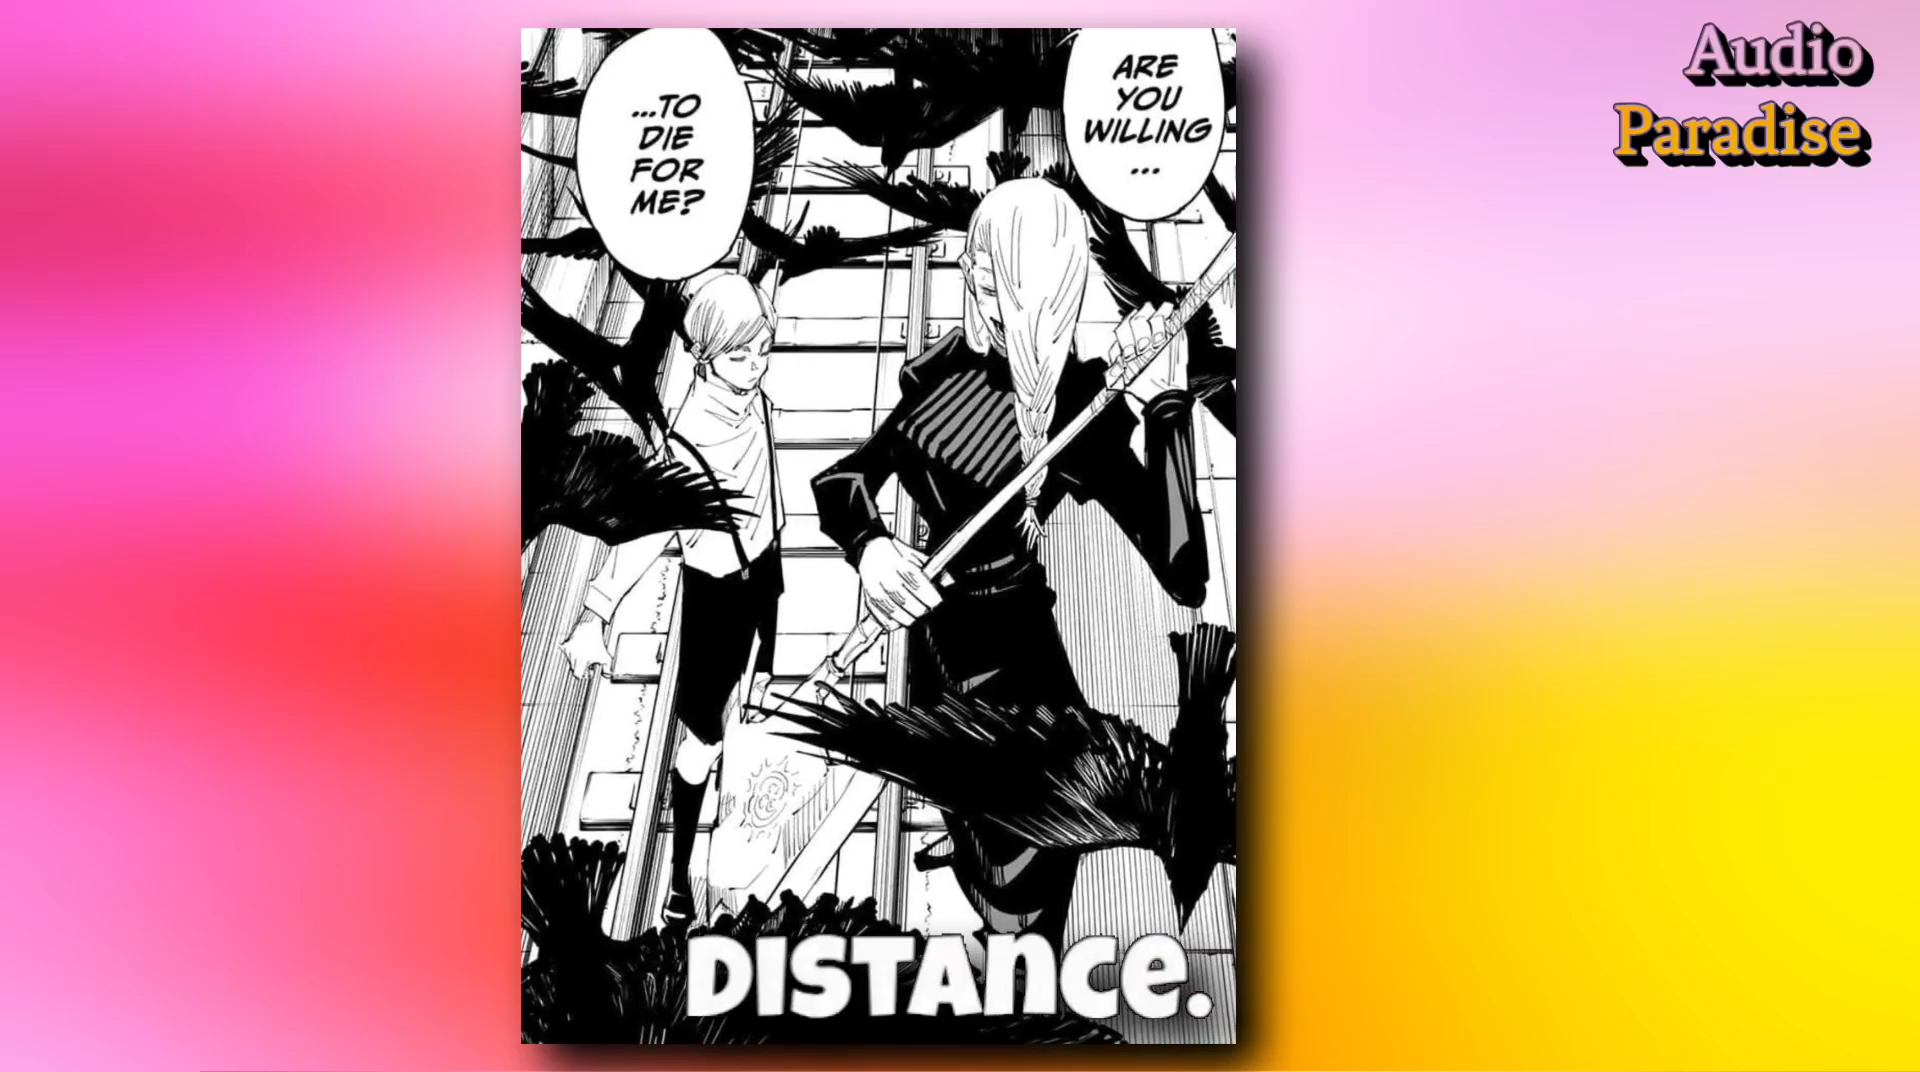 Audio
Paradise
ARE
YOU
WILLING
...
...TO
DIE
FOR
ME?
DISTANCE.